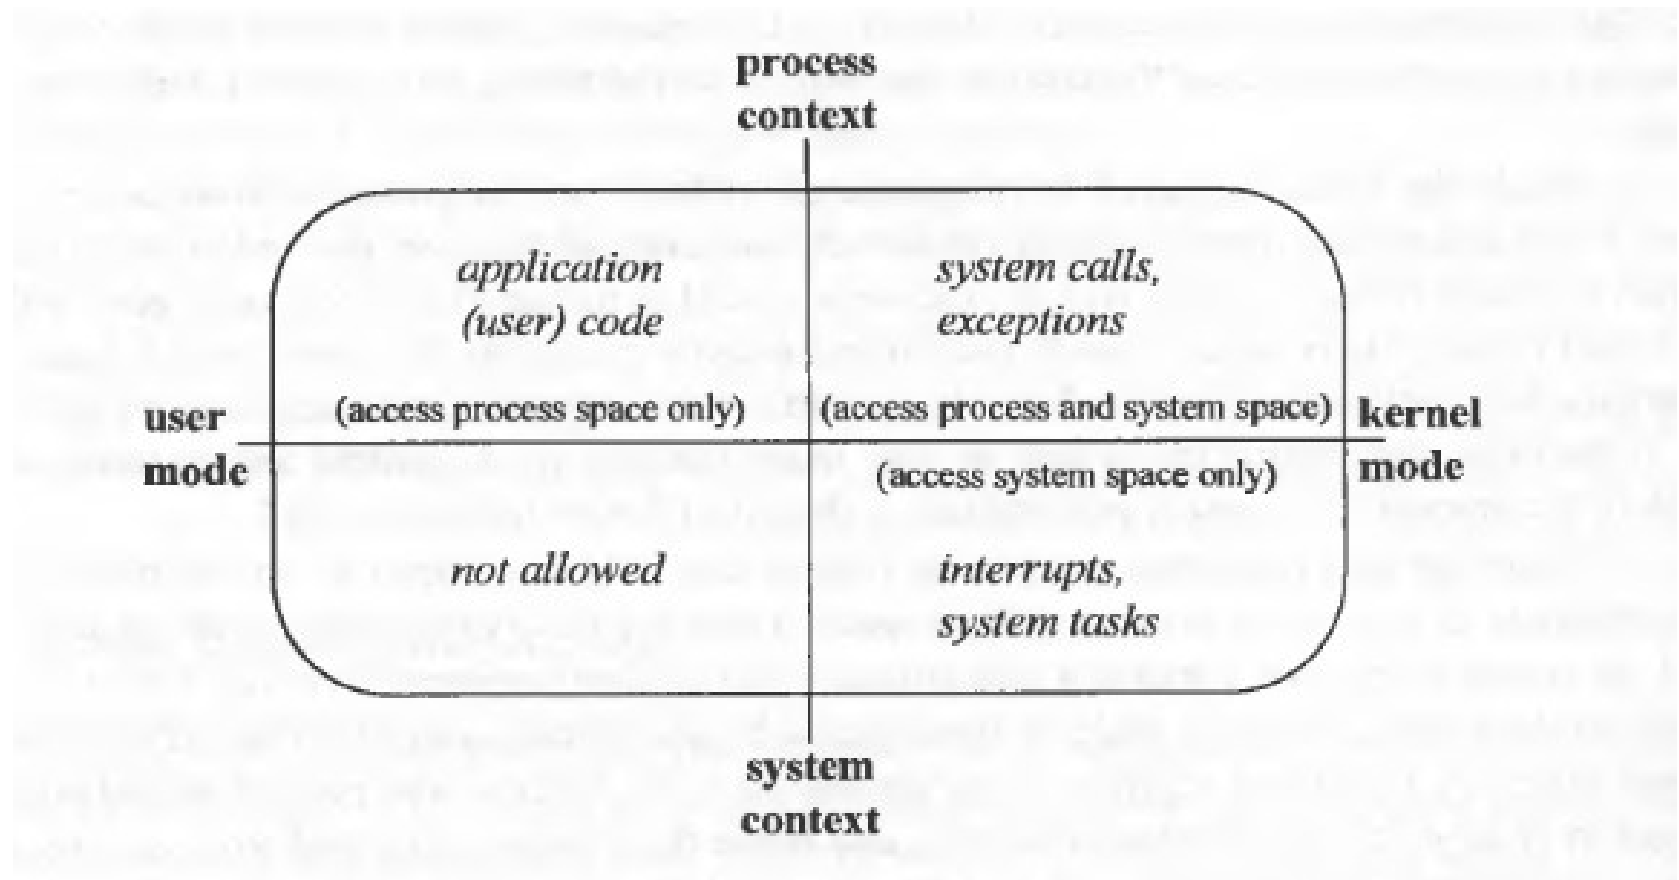 process
context
application
(user) code
system calls,
exceptions
(access process space only)
(access process and system space)
user
mode
kernel
mode
(access system space only)
not allowed
interrupts,
system tasks
system
context